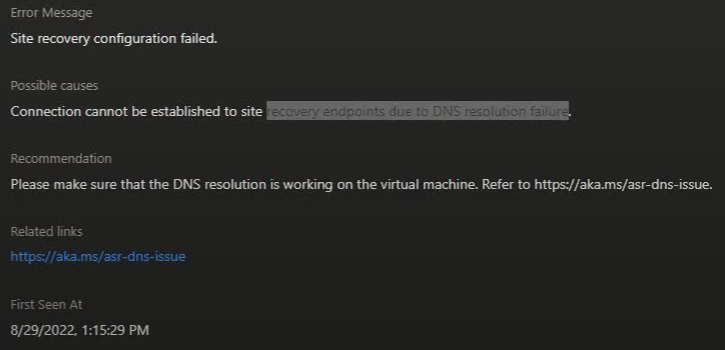 Error Message
Site recovery configuration failed.
Possible causes
Connection cannot be established to site recovery endpoints due to DNS resolution failure.
Recommendation
Please make sure that the DNS resolution is working on the virtual machine. Refer to https://aka.ms/asr-dns-issue.
Related links
https://aka.ms/asr-dns-issue
First Seen At
8/29/2022, 1:15:29 PM